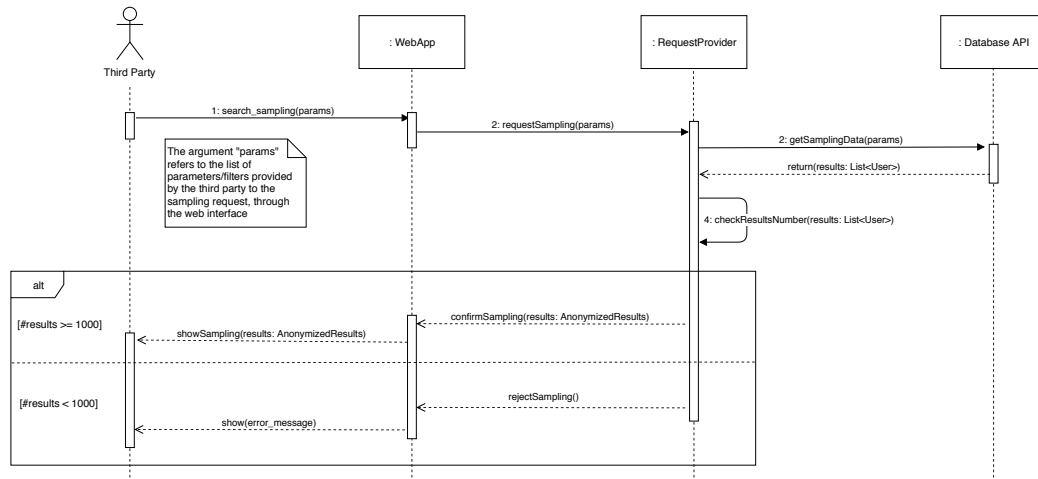 : WebApp
: RequestProvider
: Database API
Third Party
1: search_sampling(params)
2: requestSampling(params)
2: getSamplingData(params)
The argument "params"
refers to the list of
parameters/filters provided
by the third party to the
sampling request, through
the web interface
return(results: List<User>)
4: checkResultsNumber(results: List<User>)
alt
[#results >= 1000]
confirmSampling(results: AnonymizedResults)
showSampling(results: AnonymizedResults)
[#results < 1000]
rejectSampling()
show(error_message)